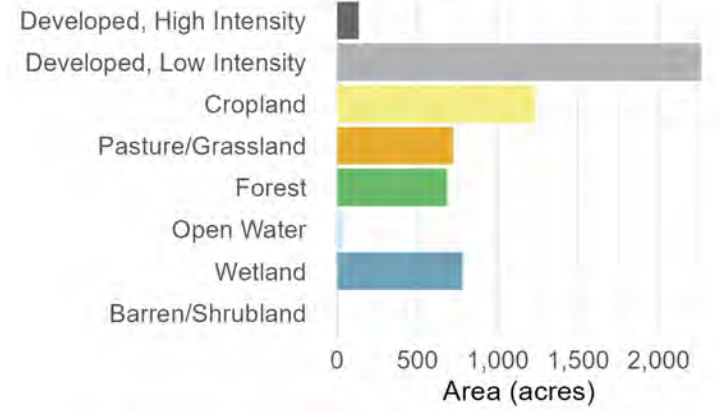 Developed, High Intensity
Developed, Low Intensity
Cropland
Pasture/Grassland
Forest
Open Water
Wetland
Barren/Shrubland
0 500 1,000 1,500 2,000
Area (acres)